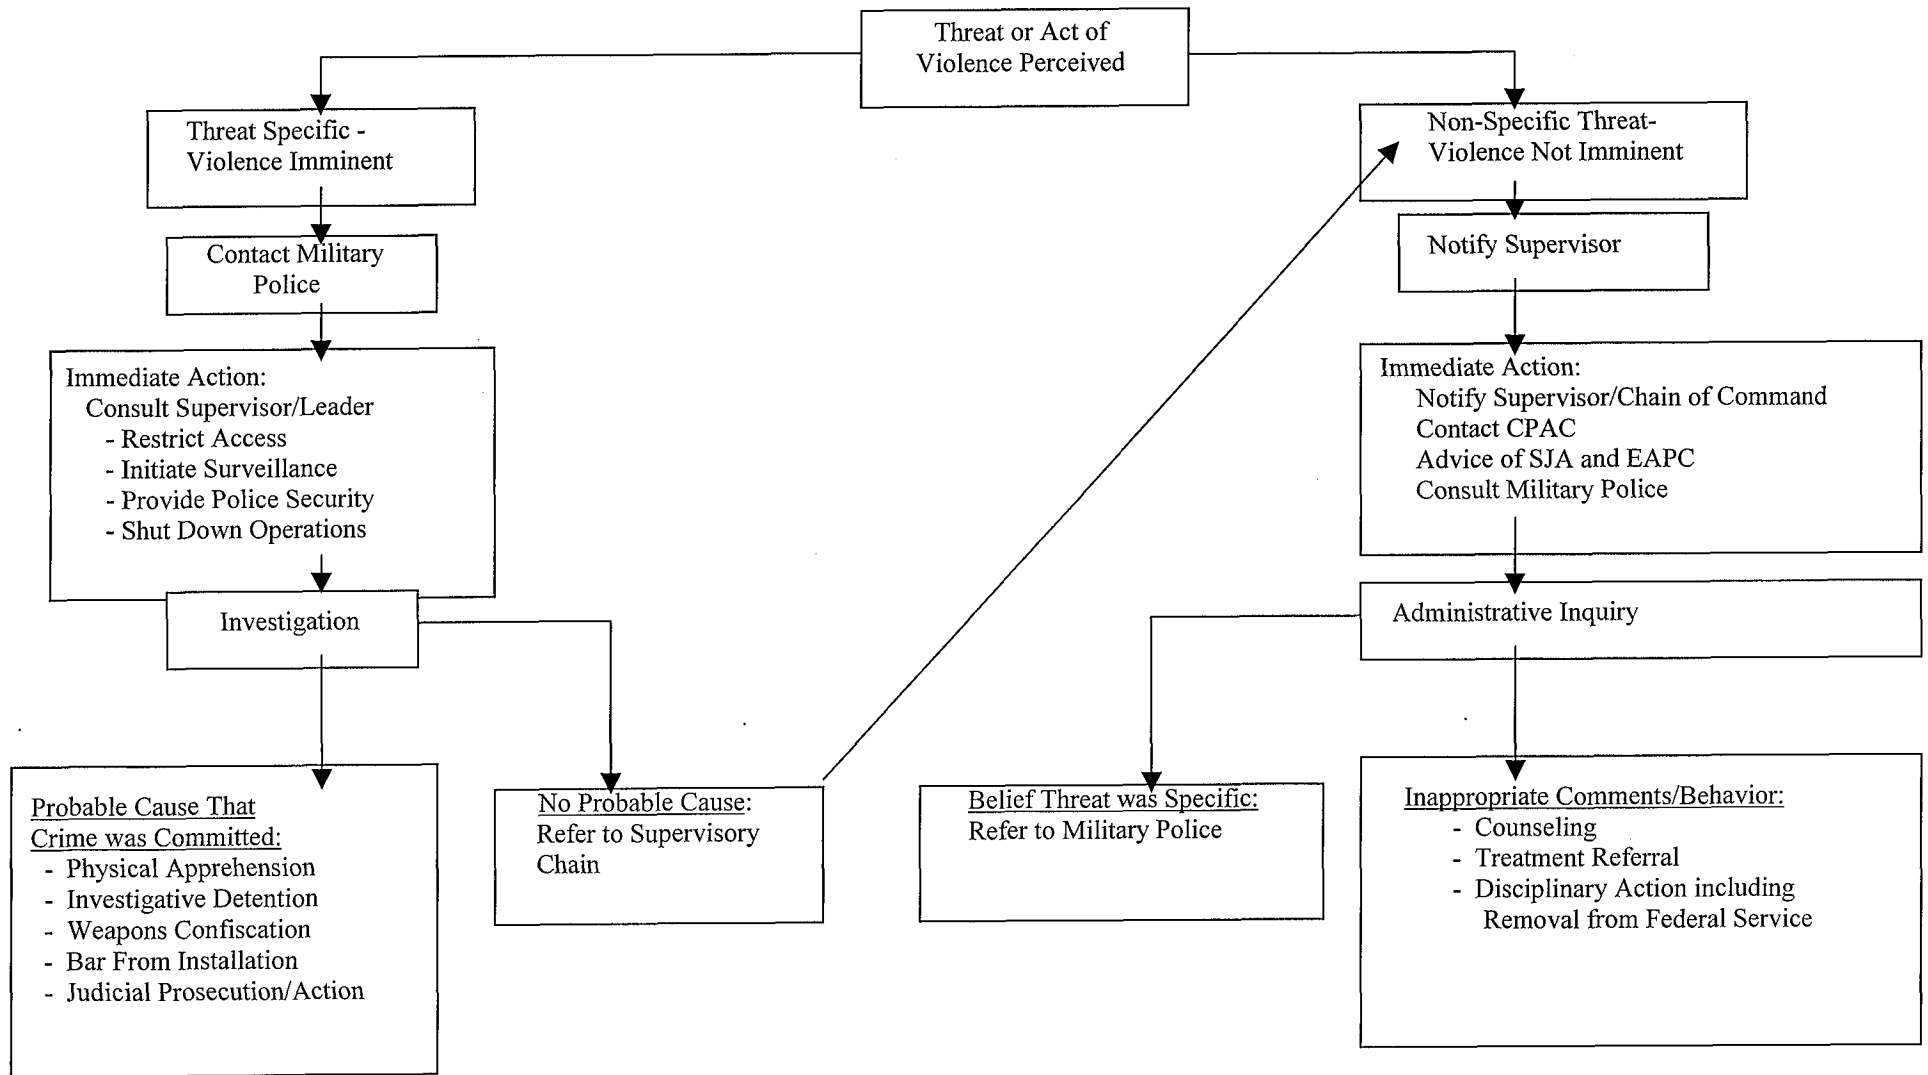 Threat or Act of
Violence Perceived
Threat Specific -
Violence Imminent
Contact Military
Police
Immediate Action:
Consult Supervisor/Leader
- Restrict Access
- Initiate Surveillance
- Provide Police Security
- Shut Down Operations
Investigation
Probable Cause That
Crime was Committed:
- Physical Apprehension
- Investigative Detention
- Weapons Confiscation
- Bar From Installation
- Judicial Prosecution/Action
No Probable Cause:
Refer to Supervisory
Chain
Non-Specific Threat-
Violence Not Imminent
Notify Supervisor
Immediate Action:
Notify Supervisor/Chain of Command
Contact CPAC
Advice of SJA and EAPC
Consult Military Police
Administrative Inquiry
Belief Threat was Specific:
Refer to Military Police
Inappropriate Comments/Behavior:
- Counseling
- Treatment Referral
- Disciplinary Action including
Removal from Federal Service